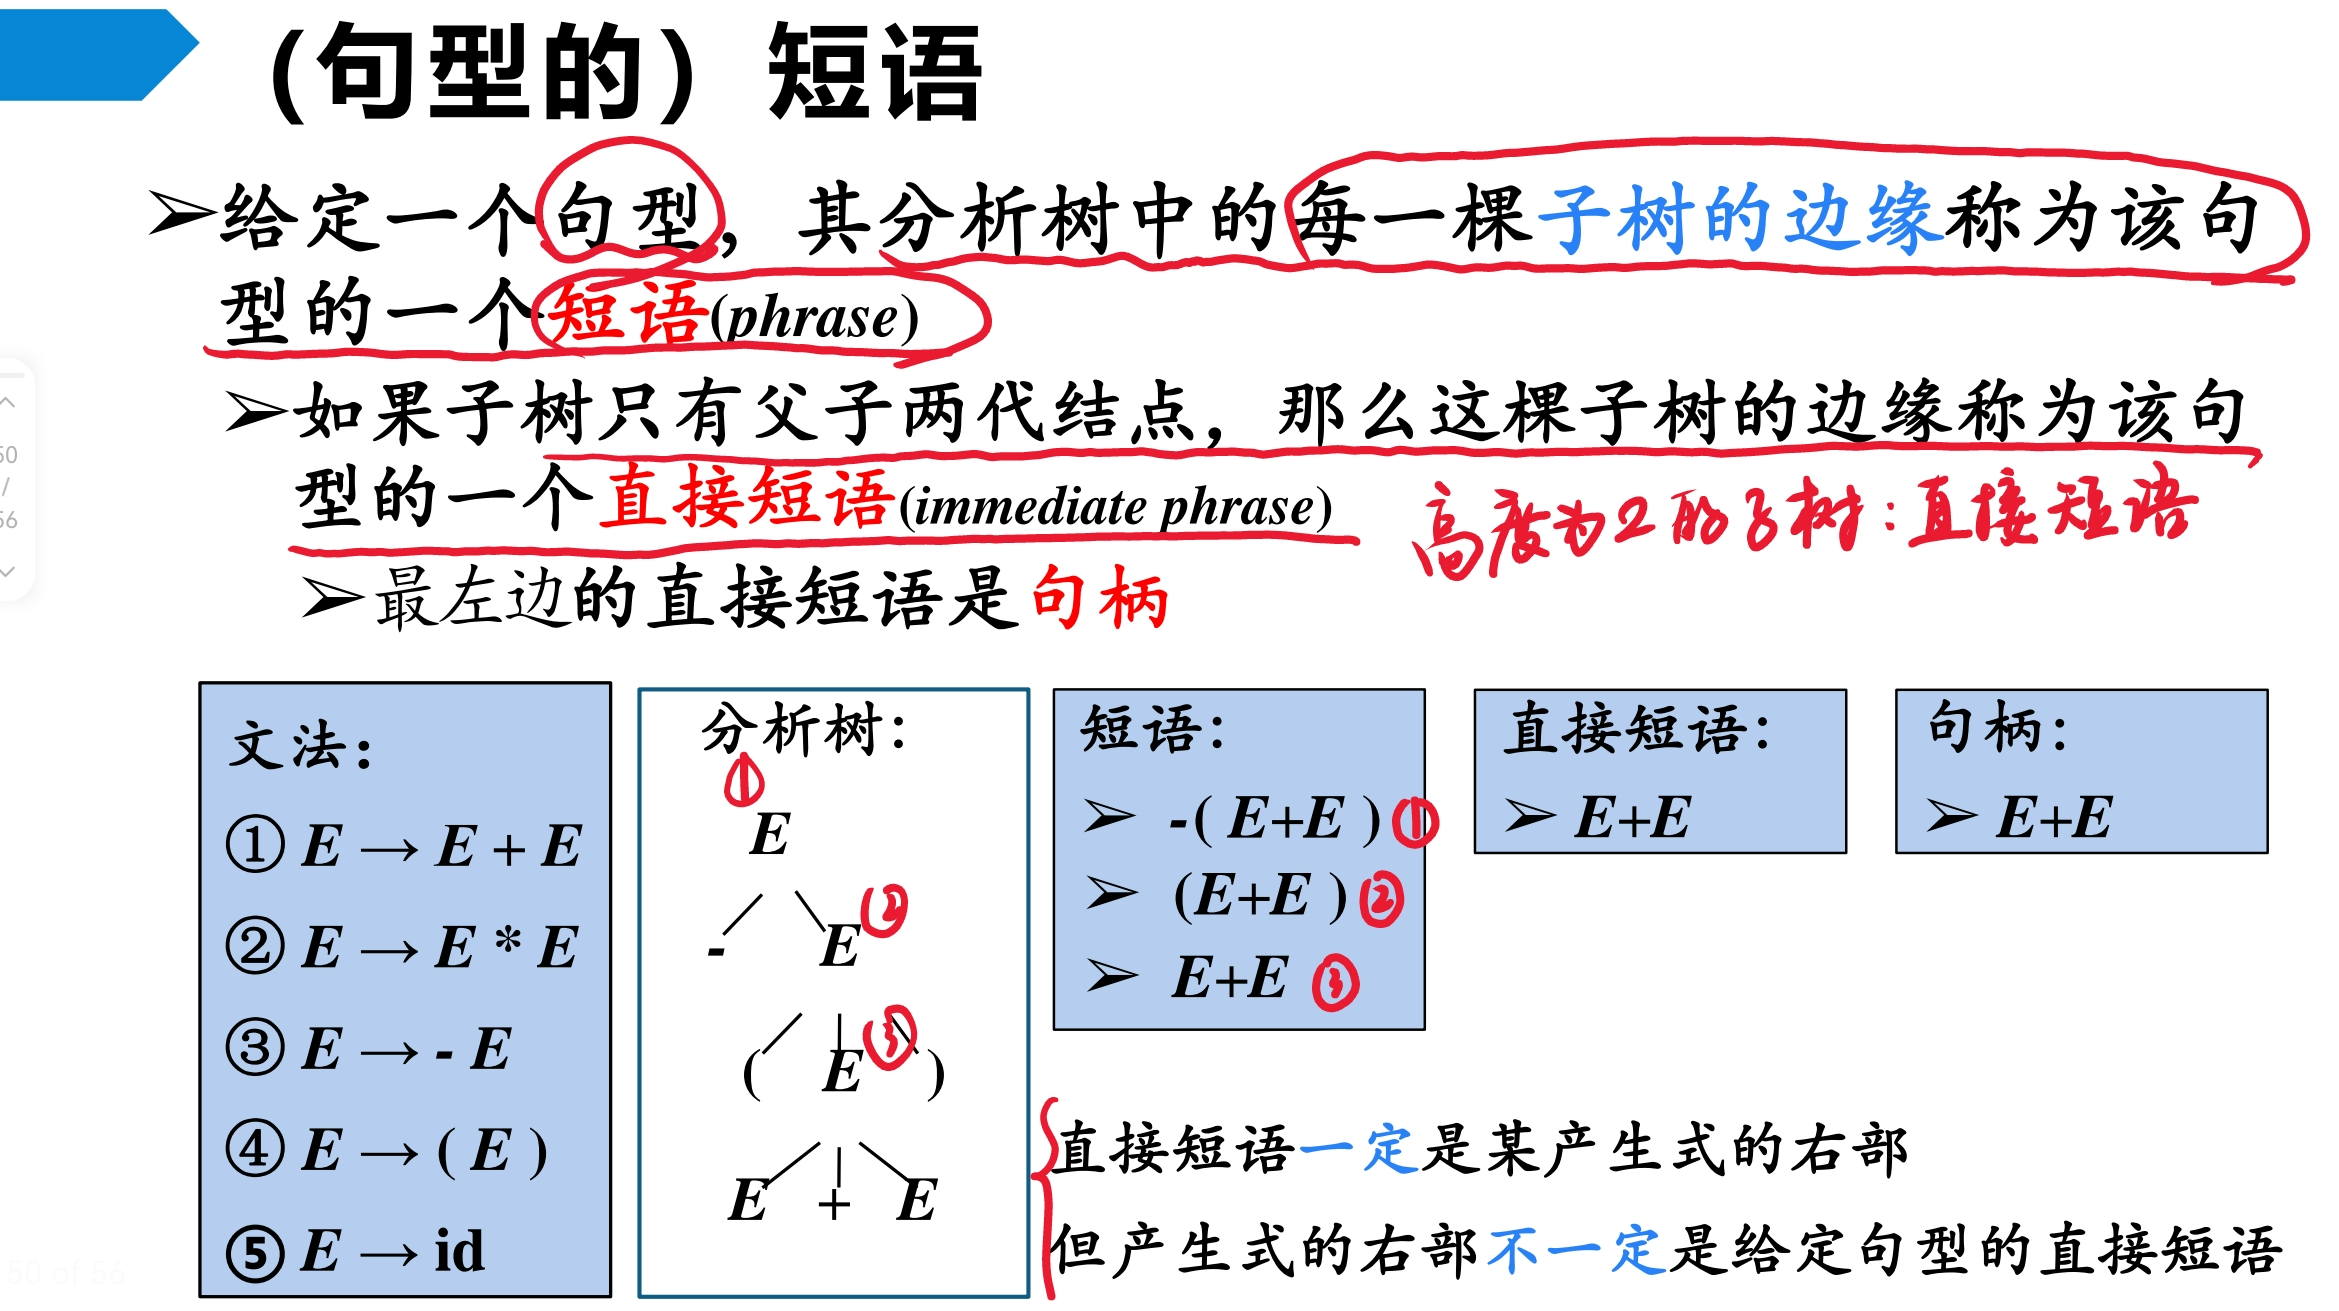 (句型的) 短语
➢给定一个句型，其分析树中的每一棵子树的边缘称为该句
型的一个短语(phrase)
➢如果子树只有父子两代结点，那么这棵子树的边缘称为该句
型的一个直接短语(immediate phrase)
高度为2的子树:直接短语
➢最左边的直接短语是句柄
50
/
56
文法：
① E → E + E
② E → E * E
③ E → - E
④ E → ( E )
⑤ E → id
分析树：
①
E
- E ②
( E ③ )
E + E
短语：
➢ -( E+E ) ①
➢ (E+E ) ②
➢ E+E ③
直接短语：
➢ E+E
句柄：
➢ E+E
直接短语一定是某产生式的右部
但产生式的右部不一定是给定句型的直接短语
50 of 56